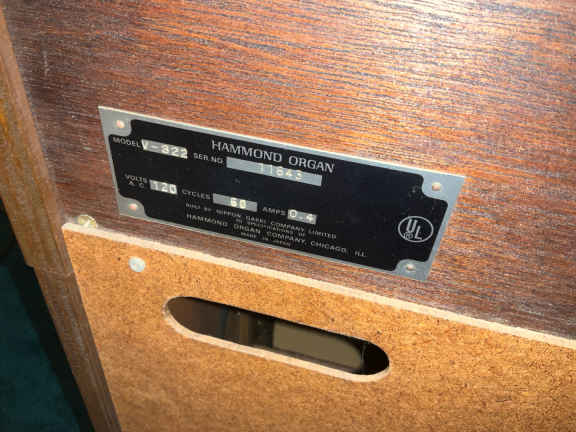 HAMMOND ORGAN
MODEL V-322 SER. NO 11643
VOLTS A. C. 120 CYCLES 60 AMPS 0.4
BUILT BY NIPPON GAKKI COMPANY LIMITED
TO SPECIFICATIONS OF
HAMMOND ORGAN COMPANY, CHICAGO, ILL
MADE IN JAPAN
UL